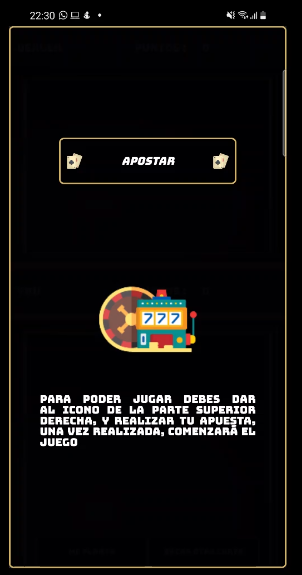 22:30
APOSTAR
777
PARA PODER JUGAR DEBES DAR
AL ICONO DE LA PARTE SUPERIOR
DERECHA, Y REALIZAR TU APUESTA,
UNA VEZ REALIZADA, COMENZARÁ EL
JUEGO